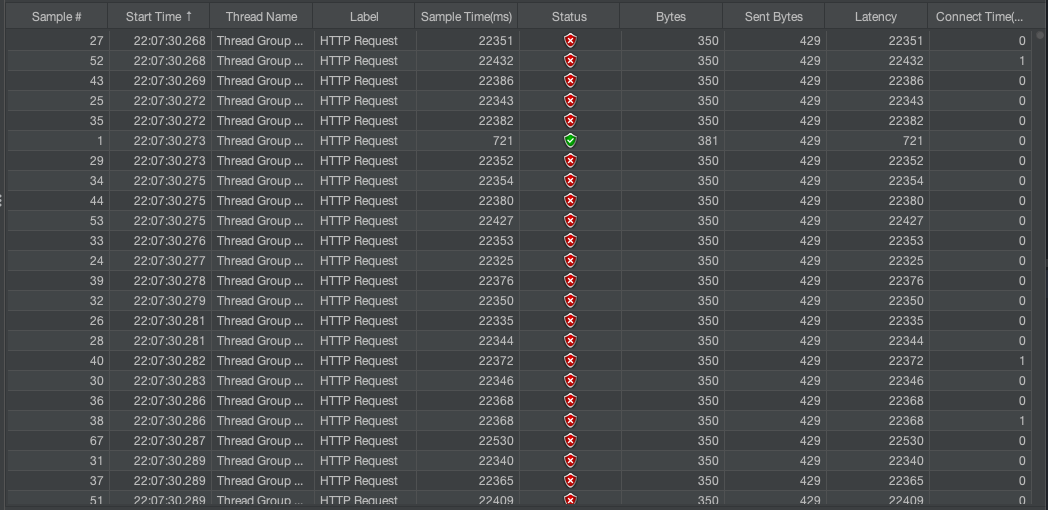 Sample # Start Time ↑ Thread Name Label Sample Time(ms) Status Bytes Sent Bytes Latency Connect Time(...
27 22:07:30.268 Thread Group ... HTTP Request 22351 350 429 22351 0
52 22:07:30.268 Thread Group ... HTTP Request 22432 350 429 22432 1
43 22:07:30.269 Thread Group ... HTTP Request 22386 350 429 22386 0
25 22:07:30.272 Thread Group ... HTTP Request 22343 350 429 22343 0
35 22:07:30.272 Thread Group ... HTTP Request 22382 350 429 22382 0
1 22:07:30.273 Thread Group ... HTTP Request 721 381 429 721 0
29 22:07:30.273 Thread Group ... HTTP Request 22352 350 429 22352 0
34 22:07:30.275 Thread Group ... HTTP Request 22354 350 429 22354 0
44 22:07:30.275 Thread Group ... HTTP Request 22380 350 429 22380 0
53 22:07:30.275 Thread Group ... HTTP Request 22427 350 429 22427 0
33 22:07:30.276 Thread Group ... HTTP Request 22353 350 429 22353 0
24 22:07:30.277 Thread Group ... HTTP Request 22325 350 429 22325 0
39 22:07:30.278 Thread Group ... HTTP Request 22376 350 429 22376 0
32 22:07:30.279 Thread Group ... HTTP Request 22350 350 429 22350 0
26 22:07:30.281 Thread Group ... HTTP Request 22335 350 429 22335 0
28 22:07:30.281 Thread Group ... HTTP Request 22344 350 429 22344 0
40 22:07:30.282 Thread Group ... HTTP Request 22372 350 429 22372 1
30 22:07:30.283 Thread Group ... HTTP Request 22346 350 429 22346 0
36 22:07:30.286 Thread Group ... HTTP Request 22368 350 429 22368 0
38 22:07:30.286 Thread Group ... HTTP Request 22368 350 429 22368 1
67 22:07:30.287 Thread Group ... HTTP Request 22530 350 429 22530 0
31 22:07:30.289 Thread Group ... HTTP Request 22340 350 429 22340 0
37 22:07:30.289 Thread Group ... HTTP Request 22365 350 429 22365 0
51 22:07:30.289 Thread Group ... HTTP Request 22409 350 429 22409 0